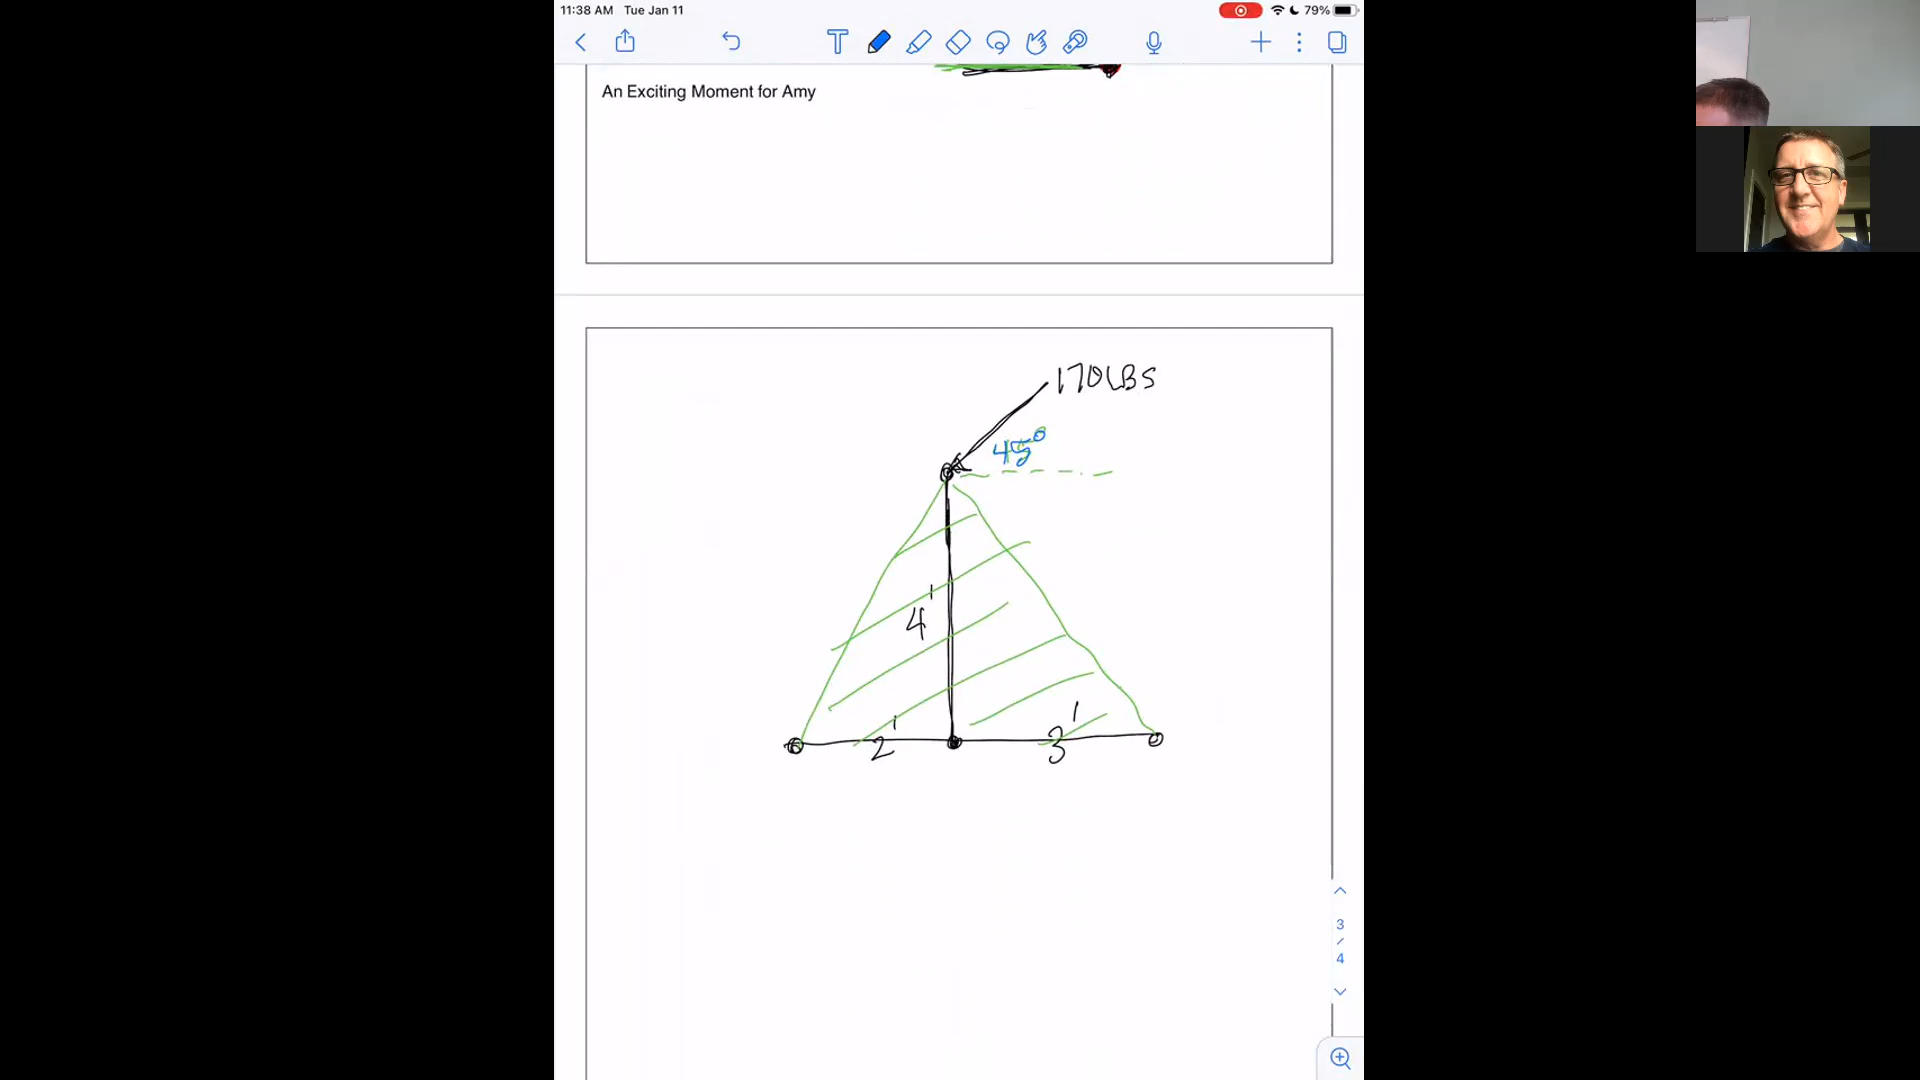 11:38 AM Tue Jan 11
79%
An Exciting Moment for Amy
170LBS
45°
4'
2'
3'
3
/
4